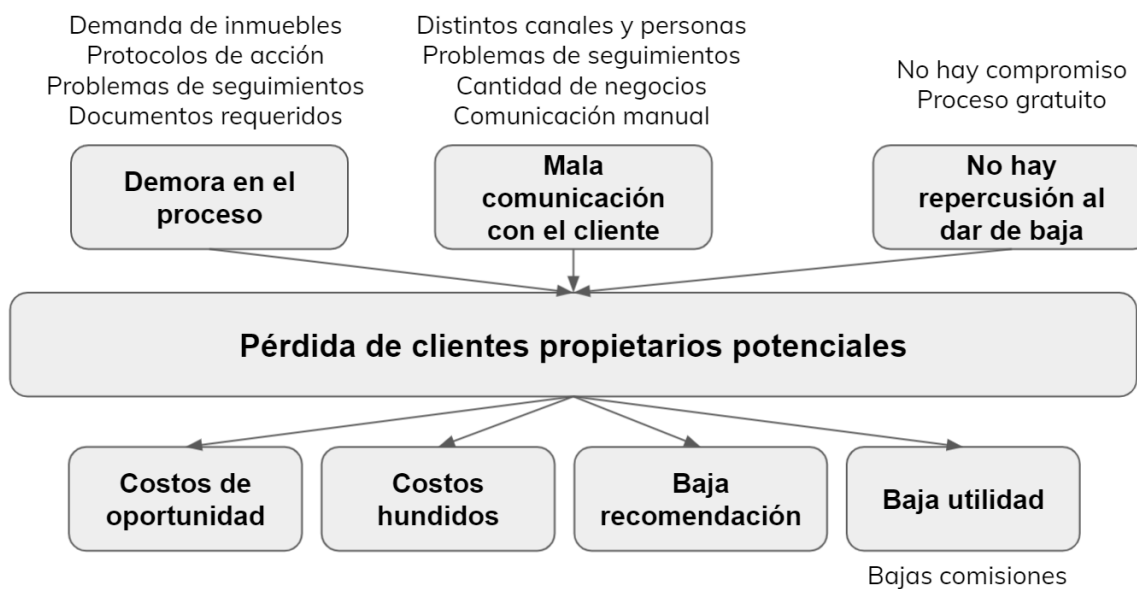 Demanda de inmuebles
Protocolos de acción
Problemas de seguimientos
Documentos requeridos
Distintos canales y personas
Problemas de seguimientos
Cantidad de negocios
Comunicación manual
No hay compromiso
Proceso gratuito
Demora en el
proceso
Mala
comunicación
con el cliente
No hay
repercusión al
dar de baja
Pérdida de clientes propietarios potenciales
Costos de
oportunidad
Costos
hundidos
Baja
recomendación
Baja utilidad
Bajas comisiones